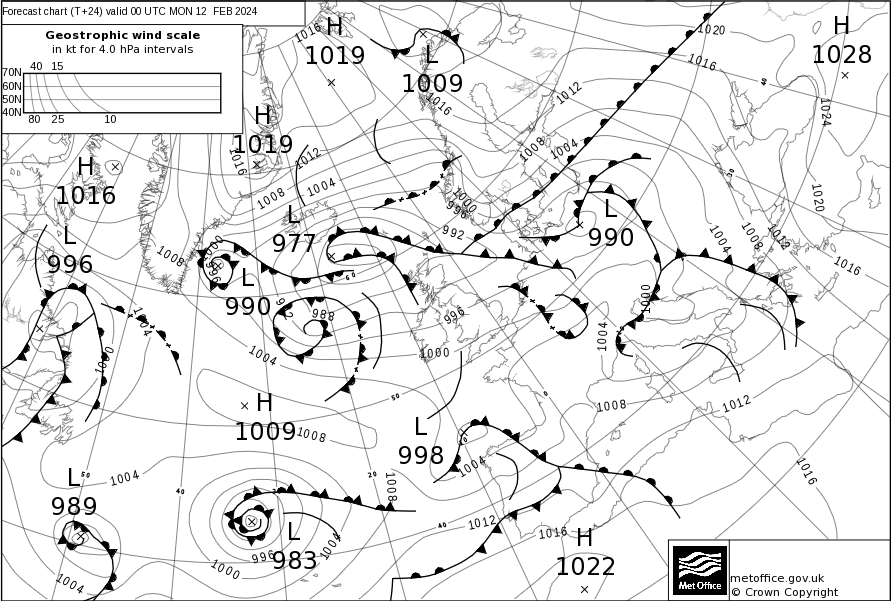 Forecast chart (T+24) valid 00 UTC MON 12 FEB 2024
Geostrophic wind scale
in kt for 4.0 hPa intervals
40 15
70N
60N
50N
40N
80 25 10
H
1019
L
1009
H
1028
H
1019
H
1016
L
996
L
977
L
990
L
990
H
1009
L
998
L
989
L
983
H
1022
1016
1020
1016
1012
1024
1016
1016
1012
1008
1004
1008
1004
1008
1000
996
992
1020
1004
1008
1012
1016
1008
992
988
996
1000
1004
1000
1004
1000
1004
1008
1012
1016
1008
1004
1004
1008
1012
1016
996
1000
1004
1004
40
30
60
50
0
50
40
20
40
Met Office
metoffice.gov.uk
© Crown Copyright